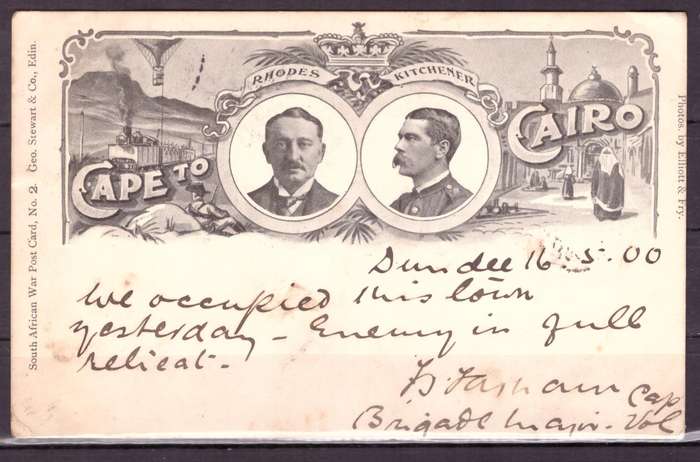 South African War Post Card, No. 2. Geo. Stewart & Co., Edin.
RHODES KITCHENER
CAPE TO CAIRO
Photos. by Elliott & Fry.
Dundee 16.5.00
We occupied this town
yesterday - Enemy in full
retreat.
Cap
Brigade Major. Vol